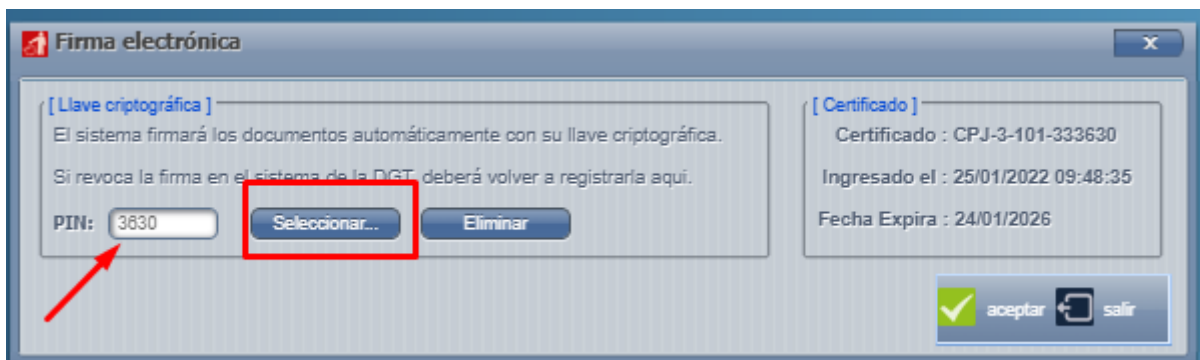 Firma electrónica
x
[ Llave criptográfica ]
El sistema firmará los documentos automáticamente con su llave criptográfica.
Si revoca la firma en el sistema de la DGT, deberá volver a registrarla aqui.
PIN: 3630 Seleccionar... Eliminar
[ Certificado ]
Certificado : CPJ-3-101-333630
Ingresado el : 25/01/2022 09:48:35
Fecha Expira : 24/01/2026
aceptar salir